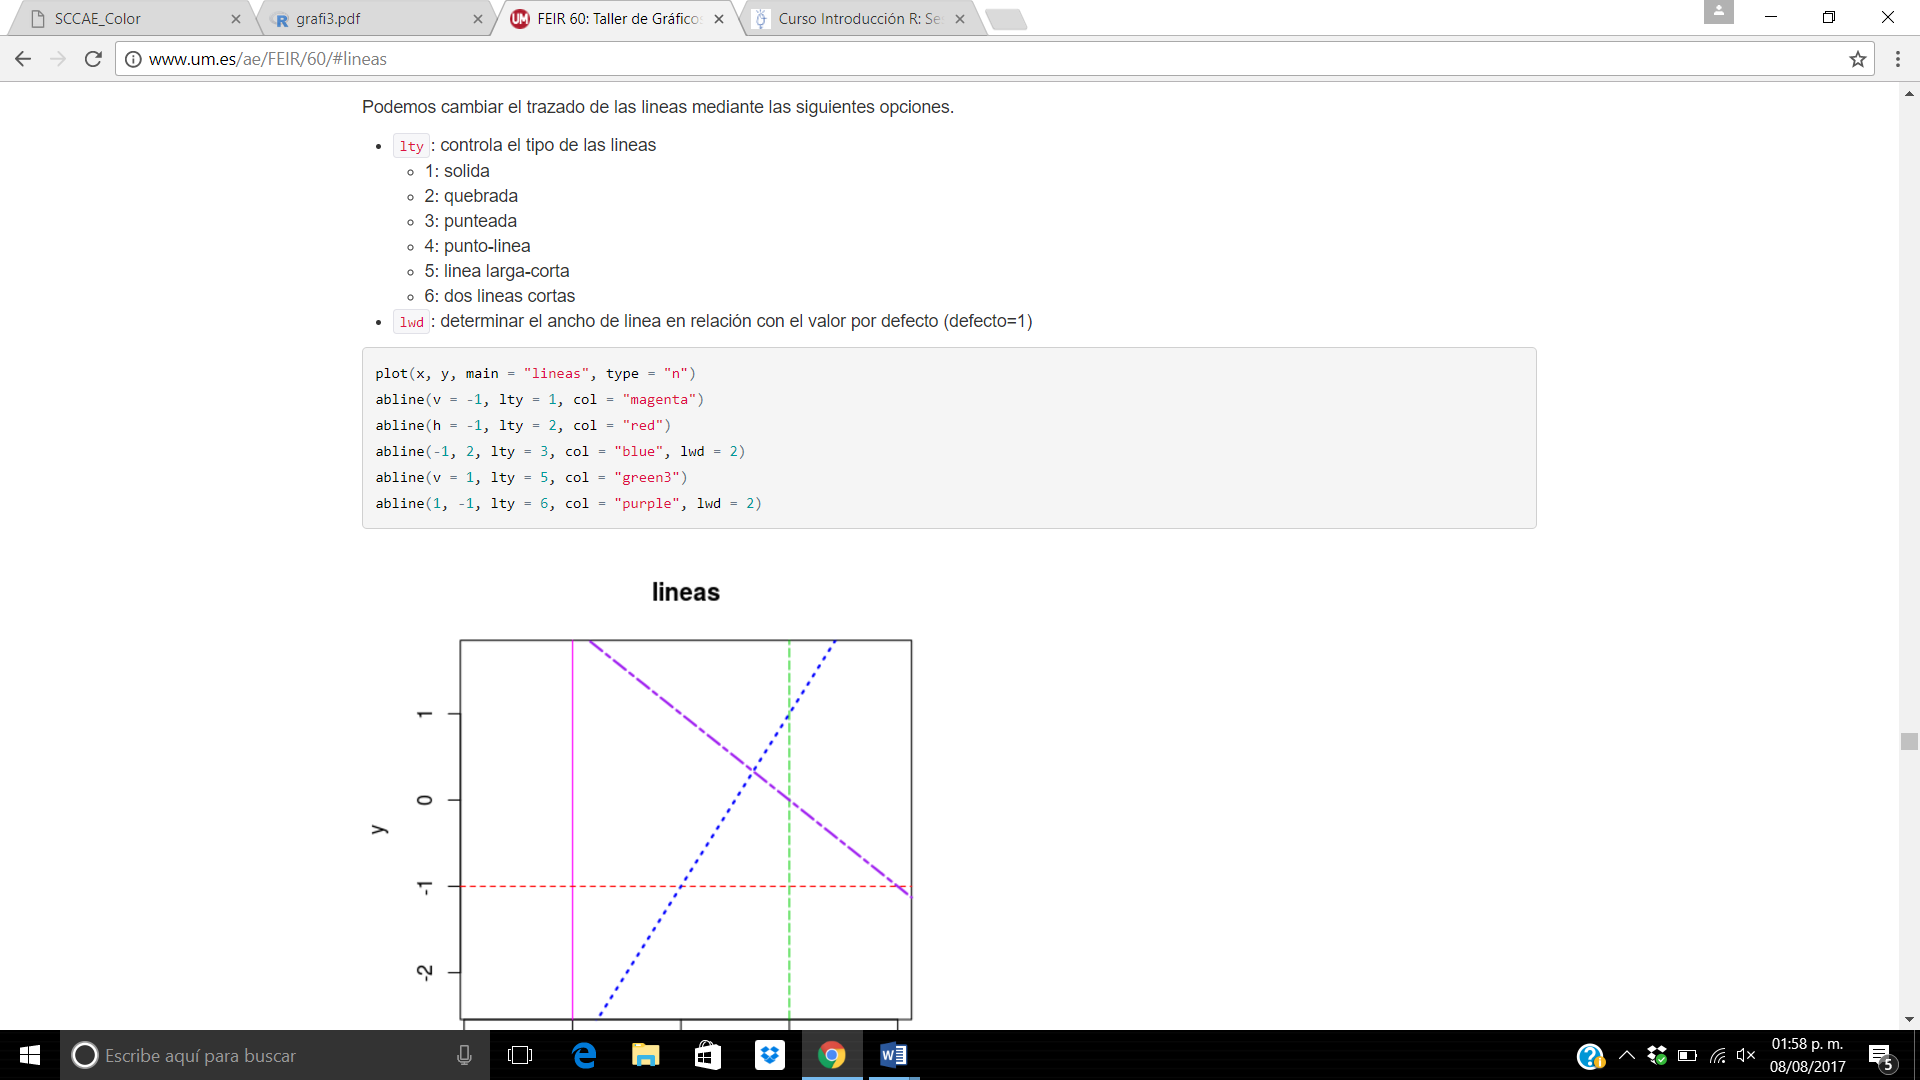 SCCAE_Color
grafi3.pdf
FEIR 60: Taller de Gráficos
Curso Introducción R: Se
www.um.es/ae/FEIR/60/#lineas
Podemos cambiar el trazado de las lineas mediante las siguientes opciones.
lty : controla el tipo de las lineas
1: solida
2: quebrada
3: punteada
4: punto-linea
5: linea larga-corta
6: dos lineas cortas
lwd : determinar el ancho de linea en relación con el valor por defecto (defecto=1)
plot(x, y, main = "lineas", type = "n")
abline(v = -1, lty = 1, col = "magenta")
abline(h = -1, lty = 2, col = "red")
abline(-1, 2, lty = 3, col = "blue", lwd = 2)
abline(v = 1, lty = 5, col = "green3")
abline(1, -1, lty = 6, col = "purple", lwd = 2)
lineas
1
0
y
-1
-2
Escribe aquí para buscar
01:58 p. m.
08/08/2017
5